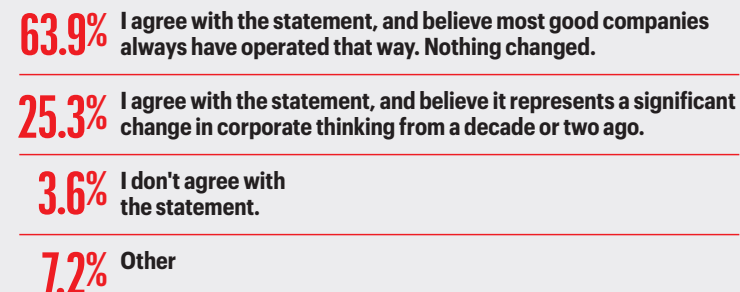 63.9% I agree with the statement, and believe most good companies
always have operated that way. Nothing changed.
25.3% I agree with the statement, and believe it represents a significant
change in corporate thinking from a decade or two ago.
3.6% I don't agree with
the statement.
7.2% Other